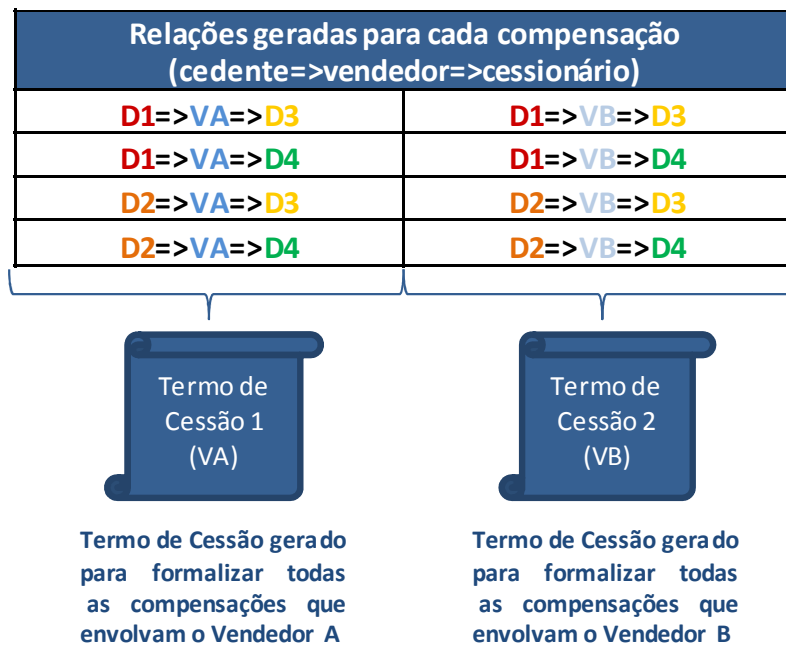 Relações geradas para cada compensação
(cedente=>vendedor=>cessionário)
D1=>VA=>D3 D1=>VB=>D3
D1=>VA=>D4 D1=>VB=>D4
D2=>VA=>D3 D2=>VB=>D3
D2=>VA=>D4 D2=>VB=>D4
Termo de
Cessão 1
(VA)
Termo de
Cessão 2
(VB)
Termo de Cessão gerado
para formalizar todas
as compensações que
envolvam o Vendedor A
Termo de Cessão gerado
para formalizar todas
as compensações que
envolvam o Vendedor B